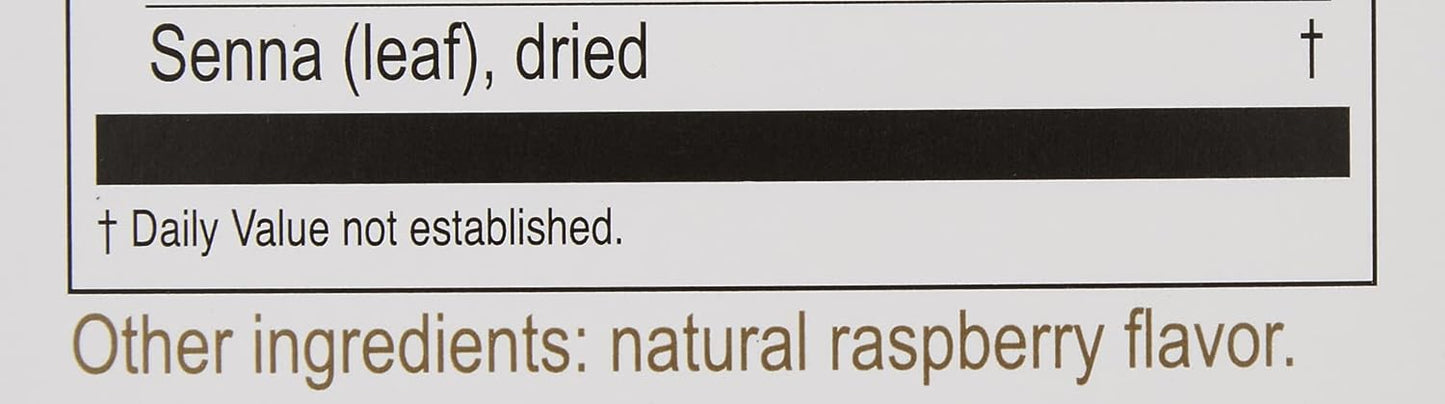 Senna (leaf), dried †
† Daily Value not established.
Other ingredients: natural raspberry flavor.